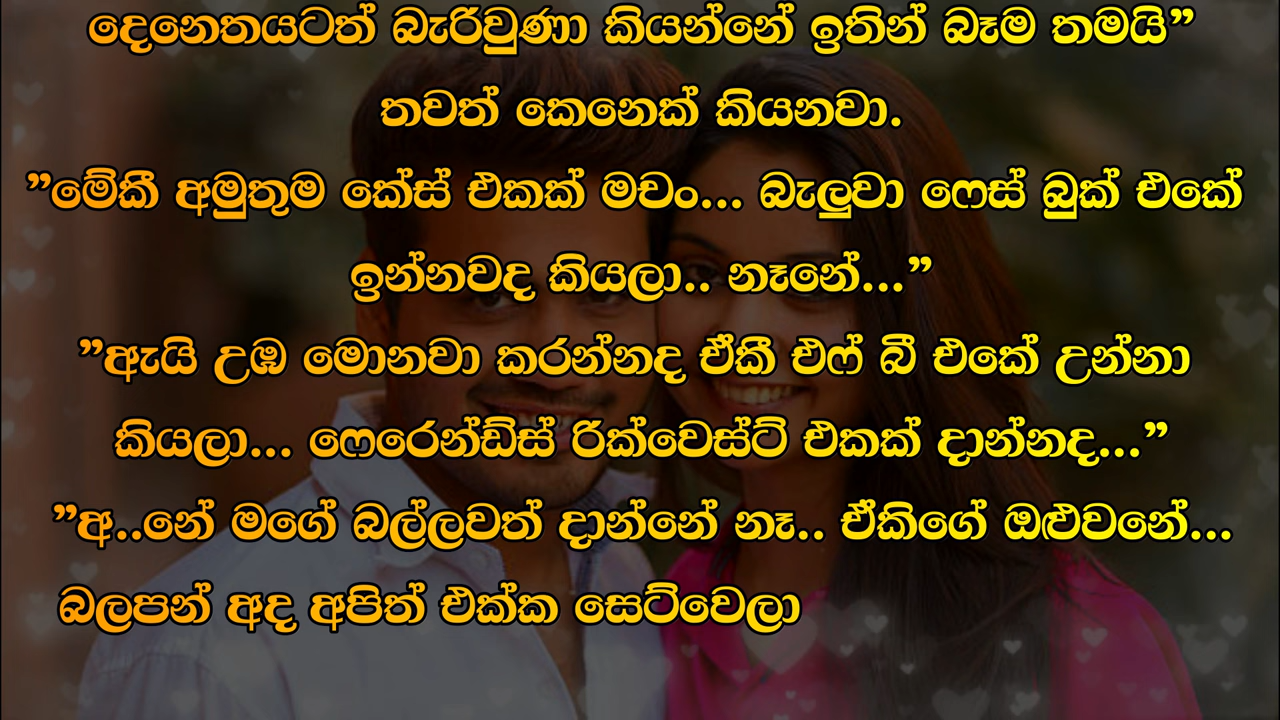 දෙනෙතයටත් බැරිවුණා කියන්නේ ඉතින් බෑම තමයි”
තවත් කෙනෙක් කියනවා.
”මේකී අමුතුම කේස් එකක් මචං... බැලුවා ෆෙස් බුක් එකේ
ඉන්නවද කියලා.. නෑනේ...”
”ඇයි උඹ මොනවා කරන්නද ඒකී එෆ් බී එකේ උන්නා
කියලා... ෆෙරෙන්ඩ්ස් රික්වෙස්ට් එකක් දාන්නද...”
”අ..නේ මගේ බල්ලවත් දාන්නේ නෑ.. ඒකිගේ ඔළුවනේ...
බලපන් අද අපිත් එක්ක සෙට්වෙලා